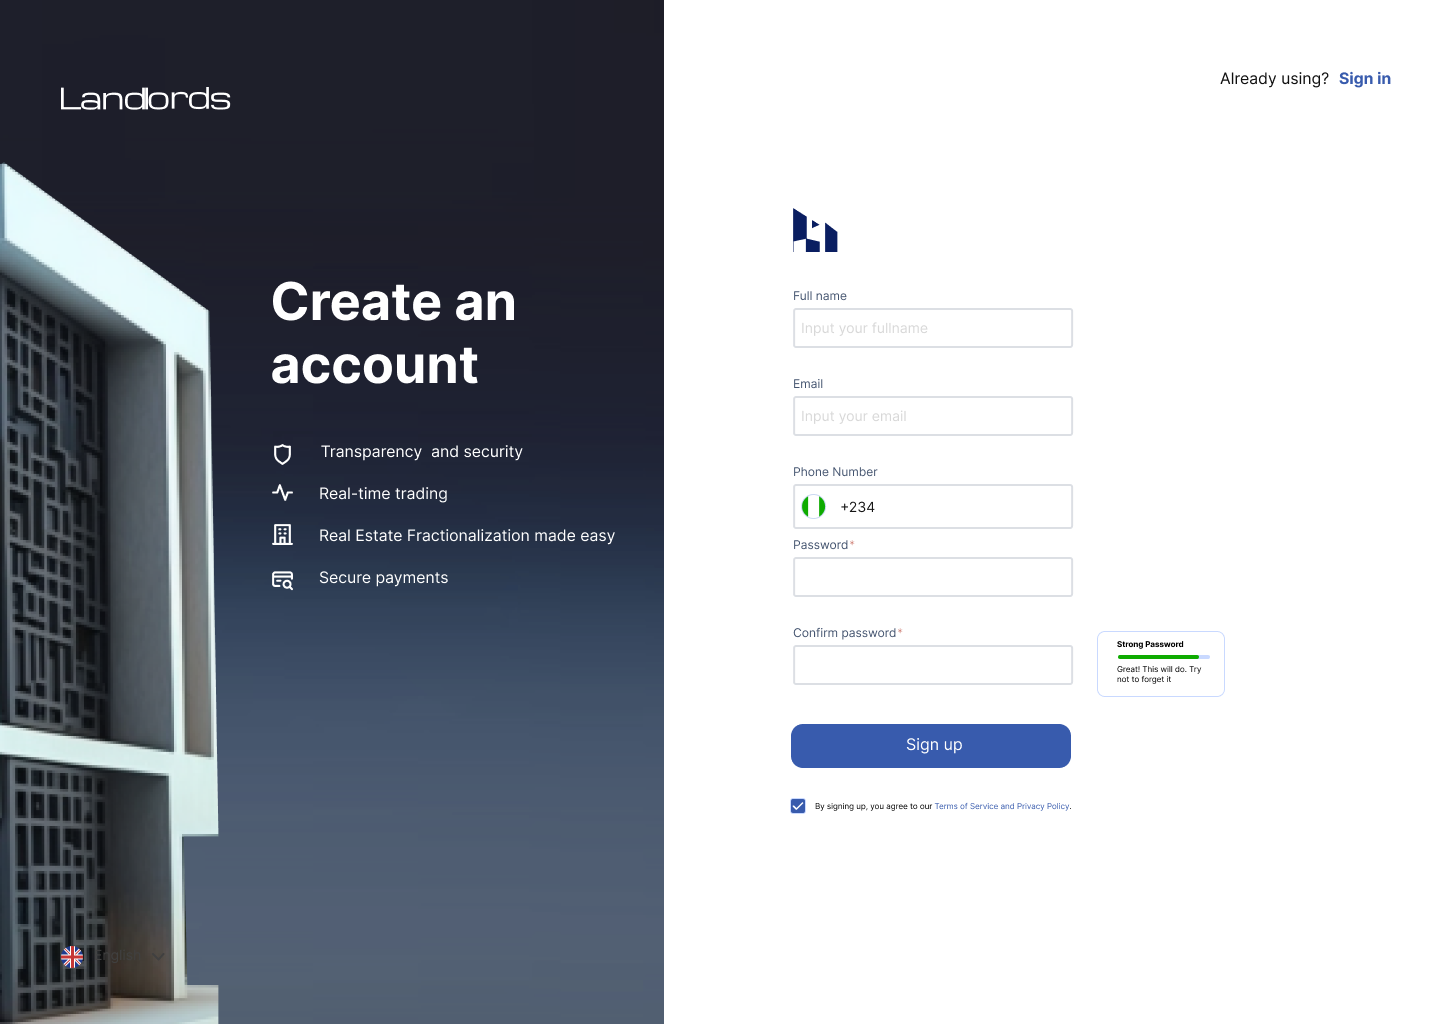 Landlords
Already using? Sign in
Create an
account
Transparency  and security
Real-time trading
Real Estate Fractionalization made easy
Secure payments
English
Full name
Input your fullname
Email
Input your email
Phone Number
+234
Password*
Confirm password*
Strong Password
Great! This will do. Try
not to forget it
Sign up
By signing up, you agree to our Terms of Service and Privacy Policy.